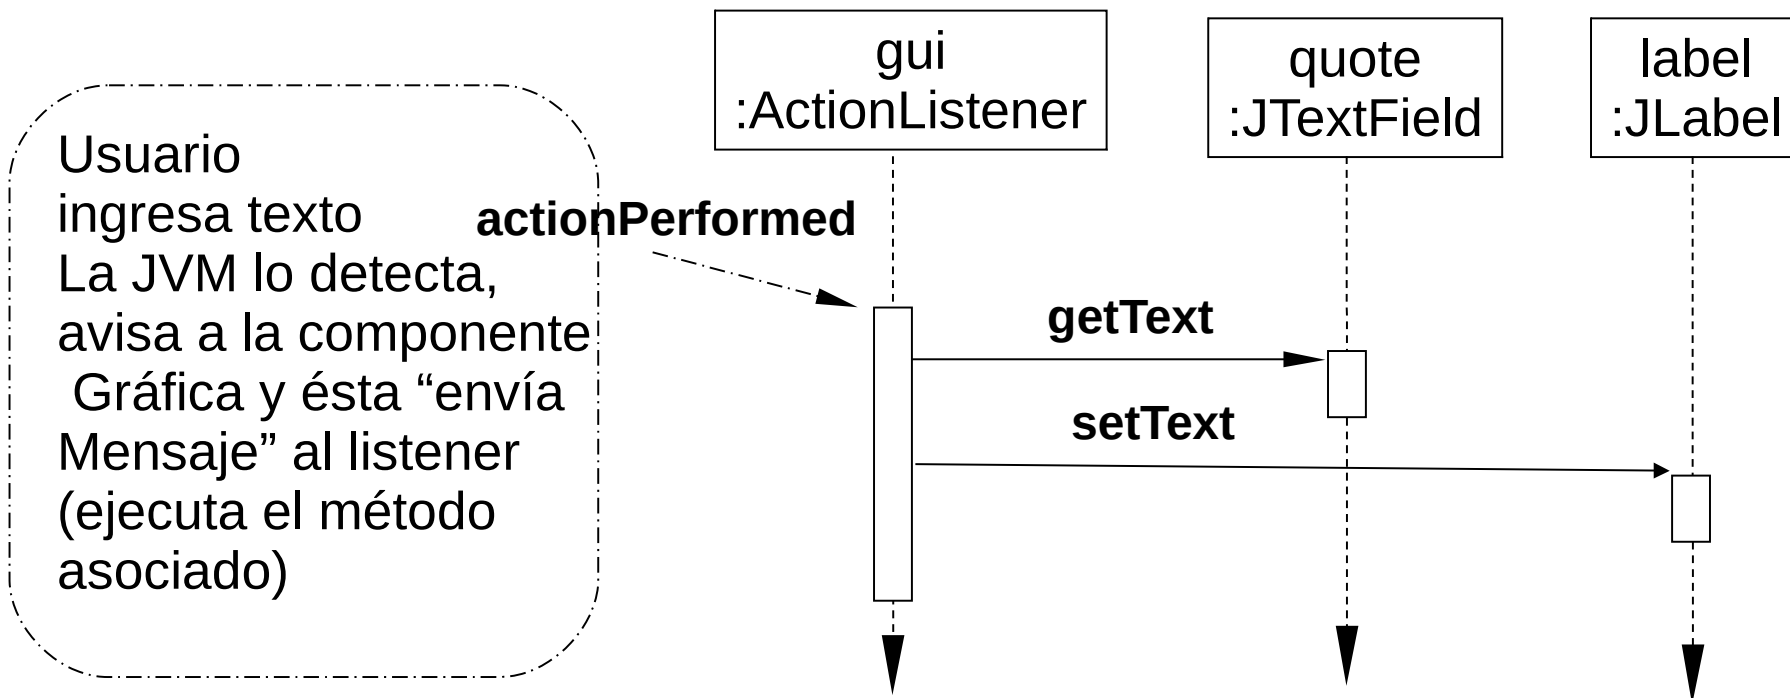 gui
:ActionListener
quote
:JTextField
label
:JLabel
Usuario
ingresa texto
La JVM lo detecta,
avisa a la componente
Gráfica y ésta “envía
Mensaje” al listener
(ejecuta el método
asociado)
actionPerformed
getText
setText